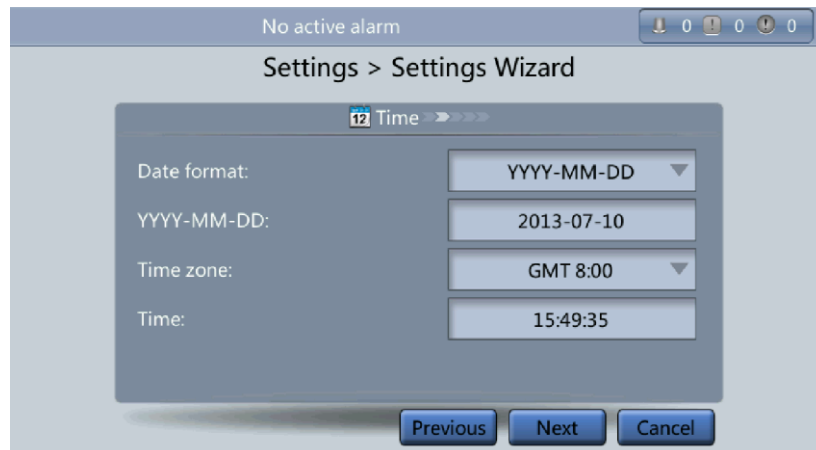 No active alarm 0 0 0
Settings > Settings Wizard
12 Time
Date format: YYYY-MM-DD
YYYY-MM-DD: 2013-07-10
Time zone: GMT 8:00
Time: 15:49:35
Previous Next Cancel